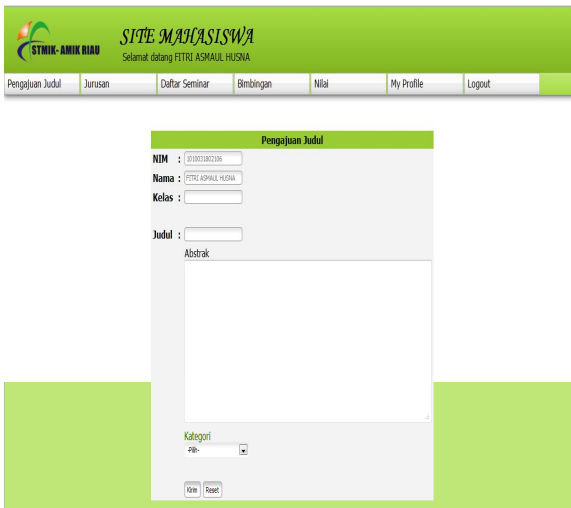 STMIK- AMIK RIAU
SITE MAHASISWA
Selamat datang FITRI ASMAUL HUSNA
Pengajuan Judul Jurusan Daftar Seminar Bimbingan Nilai My Profile Logout
Pengajuan Judul
NIM : 1010031802106
Nama : FITRI ASMAUL HUSNA
Kelas :
Judul :
Abstrak
Kategori
-Pilih-
Kirim Reset